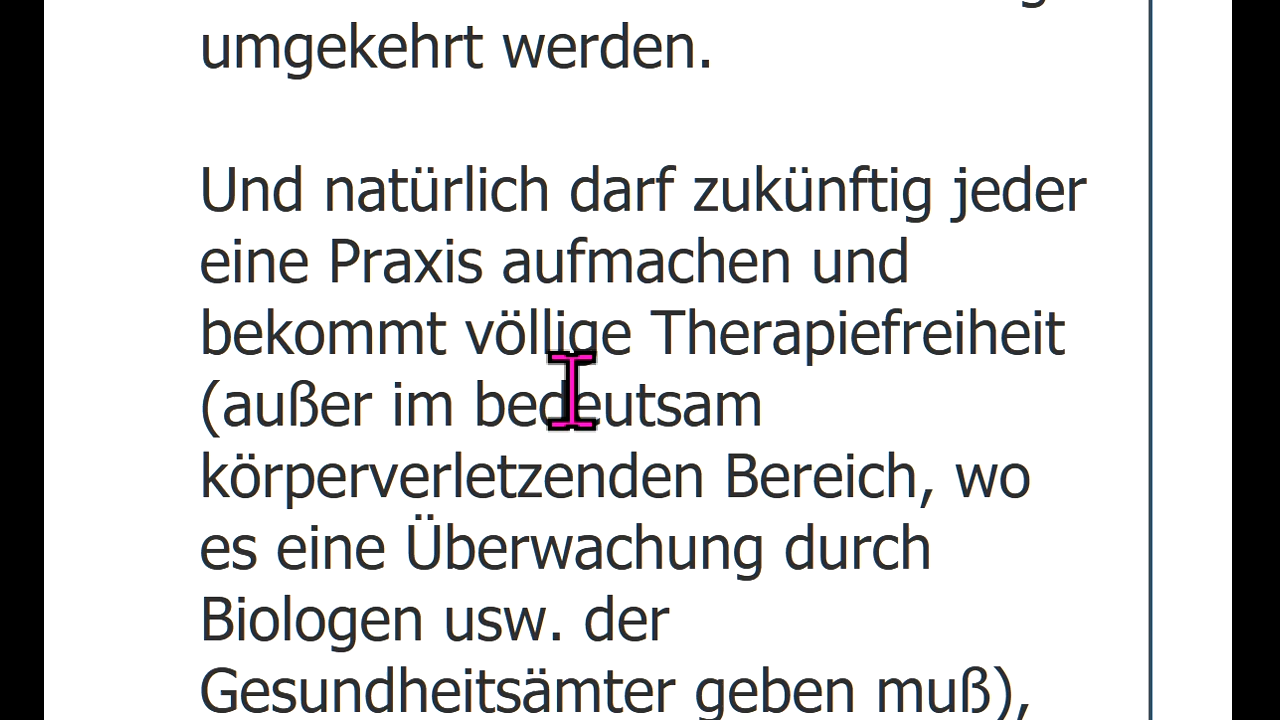 umgekehrt werden.
Und natürlich darf zukünftig jeder
eine Praxis aufmachen und
bekommt völlige Therapiefreiheit
(außer im bedeutsam
körperverletzenden Bereich, wo
es eine Überwachung durch
Biologen usw. der
Gesundheitsämter geben muß),